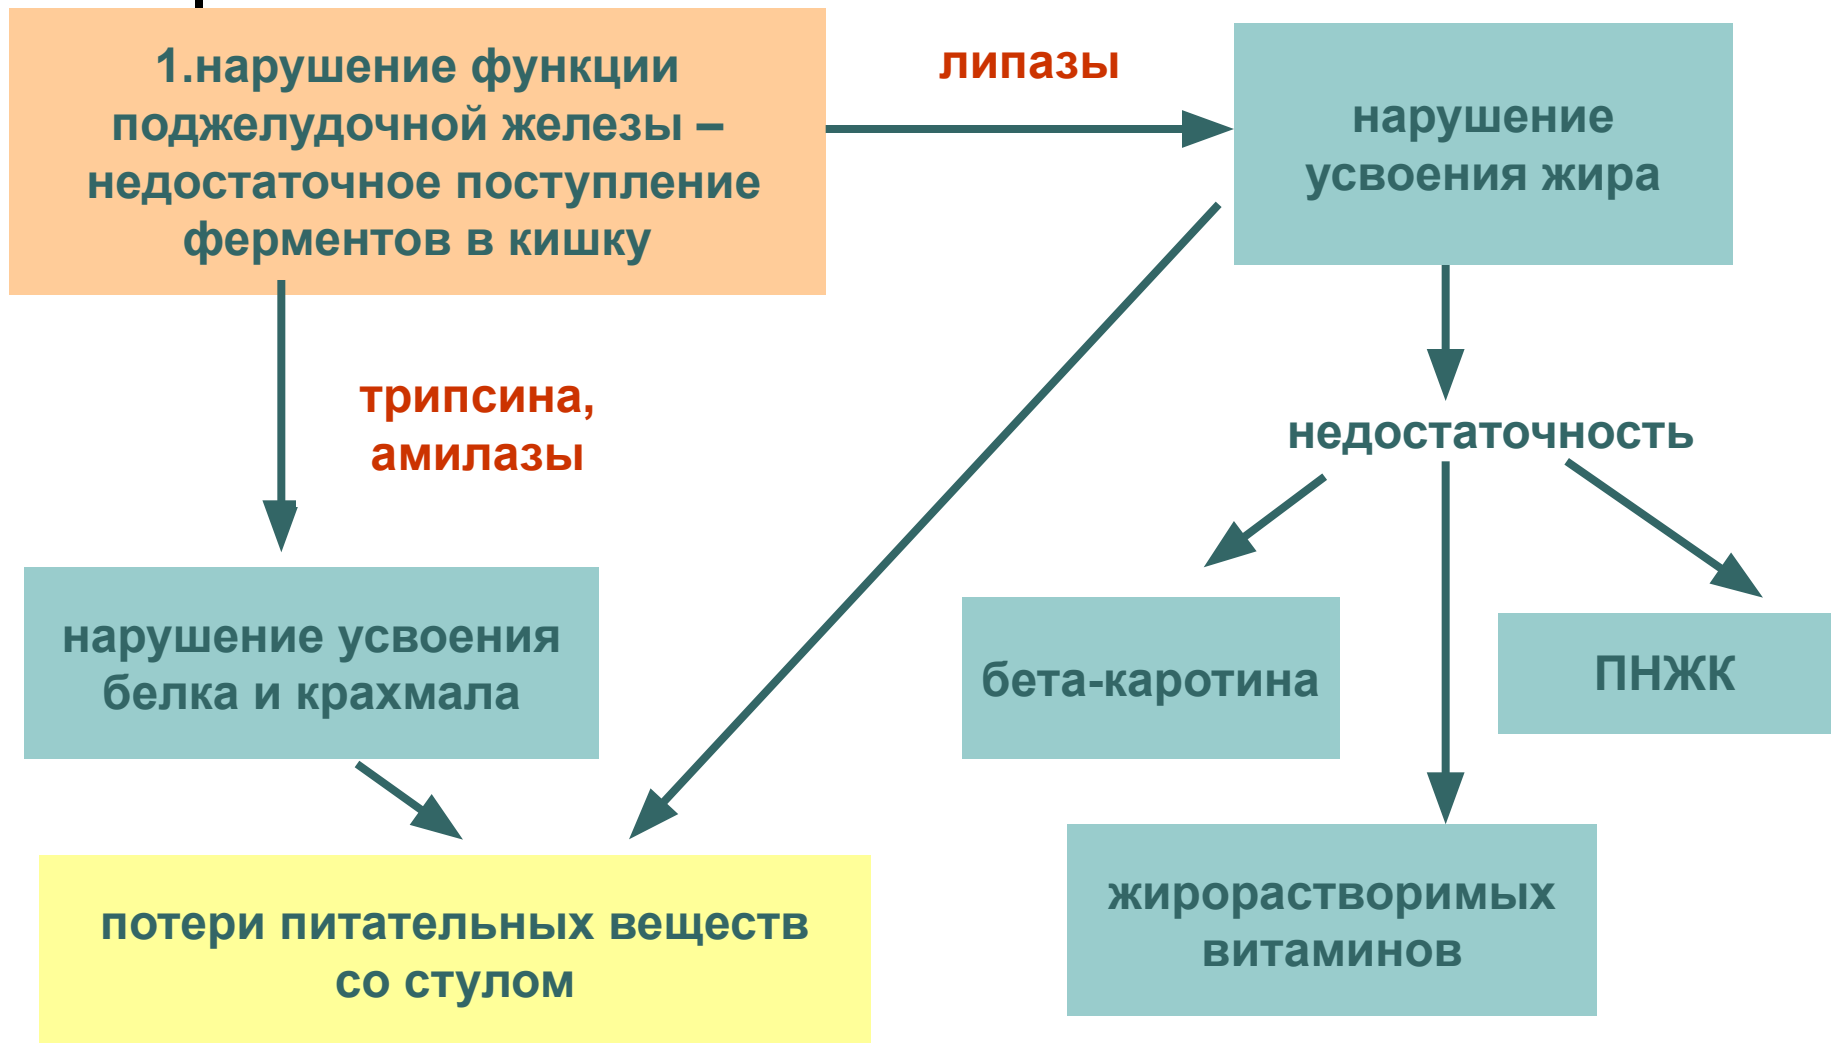 1.нарушение функции
поджелудочной железы –
недостаточное поступление
ферментов в кишку
липазы
нарушение
усвоения жира
трипсина,
амилазы
недостаточность
нарушение усвоения
белка и крахмала
бета-каротина
ПНЖК
жирорастворимых
витаминов
потери питательных веществ
со стулом